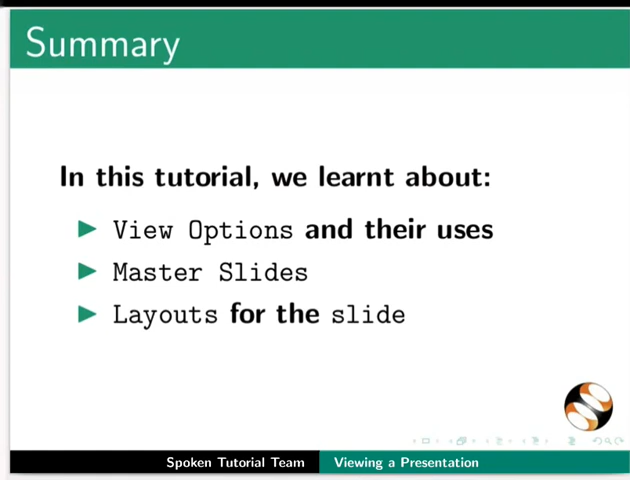 Summary
In this tutorial, we learnt about:
View Options and their uses
Master Slides
Layouts for the slide
Spoken Tutorial Team Viewing a Presentation